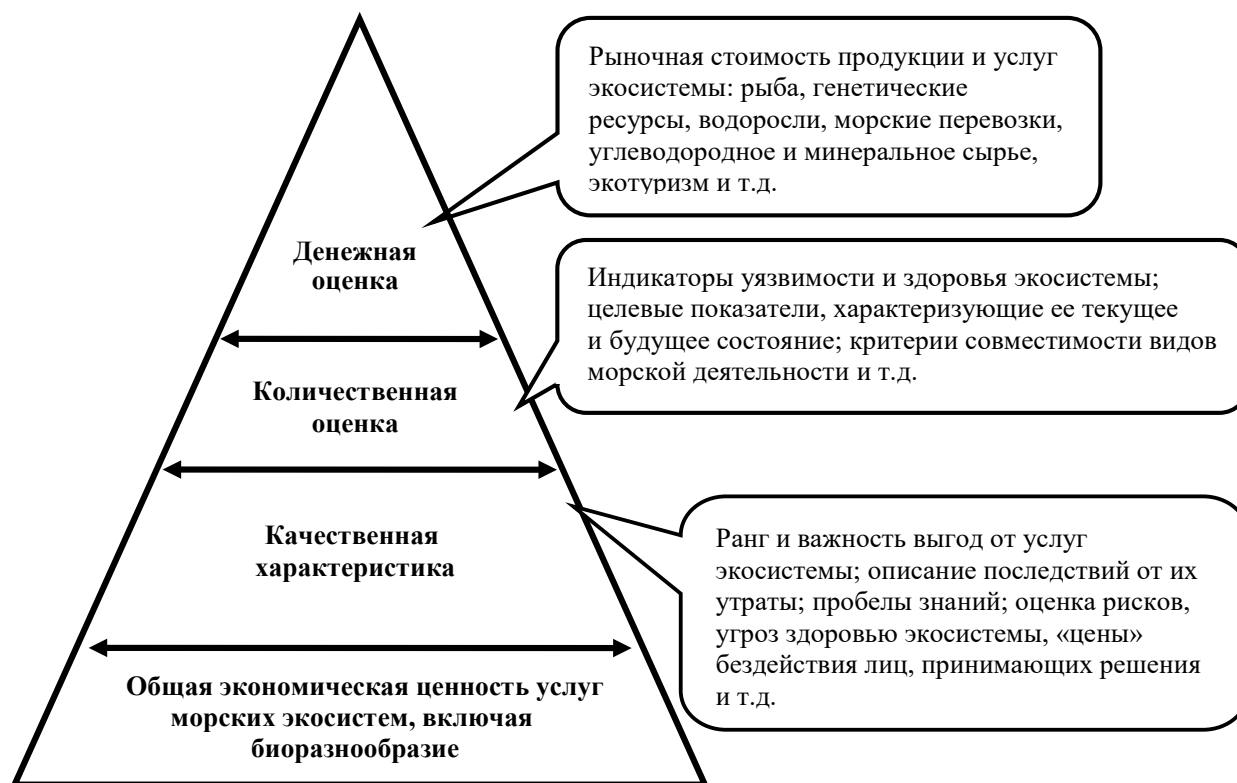 Рыночная стоимость продукции и услуг
экосистемы: рыба, генетические
ресурсы, водоросли, морские перевозки,
углеводородное и минеральное сырье,
экотуризм и т.д.
Денежная
оценка
Индикаторы уязвимости и здоровья экосистемы;
целевые показатели, характеризующие ее текущее
и будущее состояние; критерии совместимости видов
морской деятельности и т.д.
Количественная
оценка
Качественная
характеристика
Ранг и важность выгод от услуг
экосистемы; описание последствий от их
утраты; пробелы знаний; оценка рисков,
угроз здоровью экосистемы, «цены»
бездействия лиц, принимающих решения
и т.д.
Общая экономическая ценность услуг
морских экосистем, включая
биоразнообразие